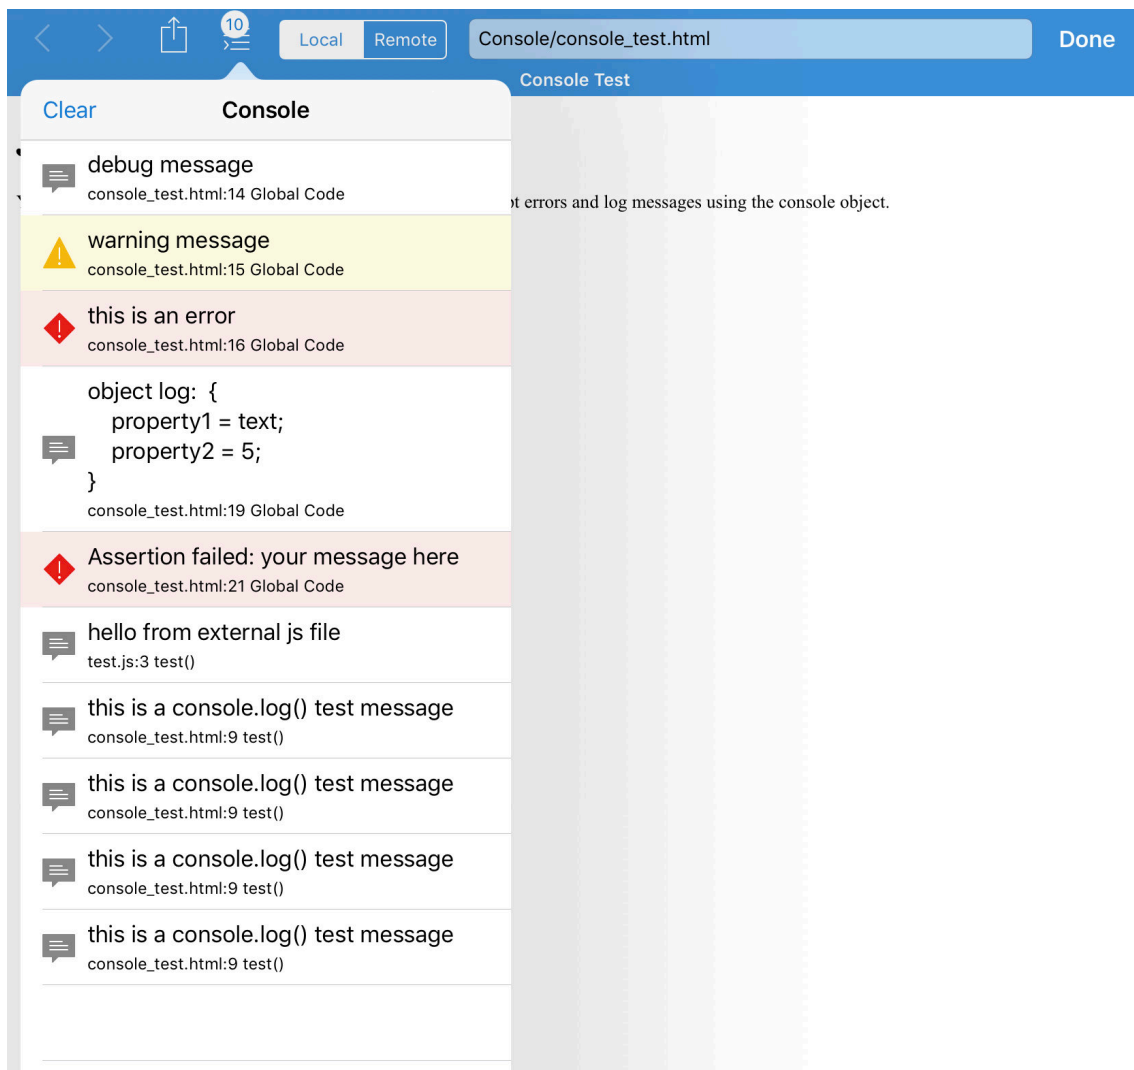 10
Local Remote Console/console_test.html Done
Console Test
Clear Console
debug message
console_test.html:14 Global Code
errors and log messages using the console object.
warning message
console_test.html:15 Global Code
this is an error
console_test.html:16 Global Code
object log: {
property1 = text;
property2 = 5;
}
console_test.html:19 Global Code
Assertion failed: your message here
console_test.html:21 Global Code
hello from external js file
test.js:3 test()
this is a console.log() test message
console_test.html:9 test()
this is a console.log() test message
console_test.html:9 test()
this is a console.log() test message
console_test.html:9 test()
this is a console.log() test message
console_test.html:9 test()